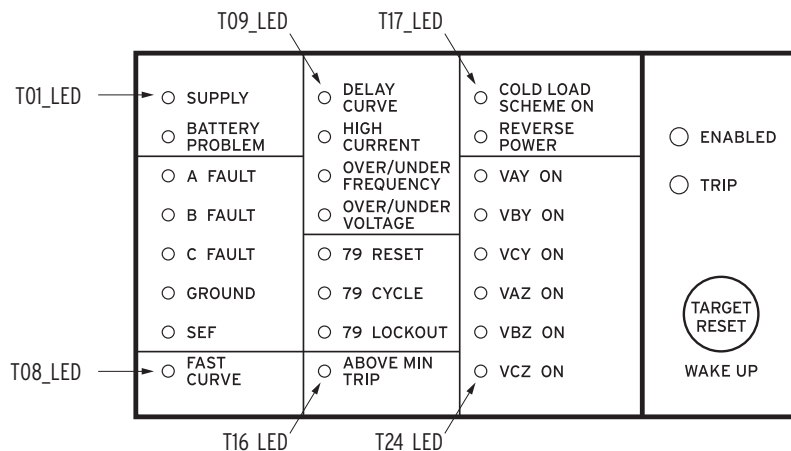 T09_LED
T17_LED
T01_LED
SUPPLY
BATTERY
PROBLEM
A FAULT
B FAULT
C FAULT
GROUND
SEF
FAST
CURVE
T08_LED
DELAY
CURVE
HIGH
CURRENT
OVER/UNDER
FREQUENCY
OVER/UNDER
VOLTAGE
79 RESET
79 CYCLE
79 LOCKOUT
ABOVE MIN
TRIP
COLD LOAD
SCHEME ON
REVERSE
POWER
VAY ON
VBY ON
VCY ON
VAZ ON
VBZ ON
VCZ ON
ENABLED
TRIP
TARGET
RESET
WAKE UP
T16 LED
T24 LED